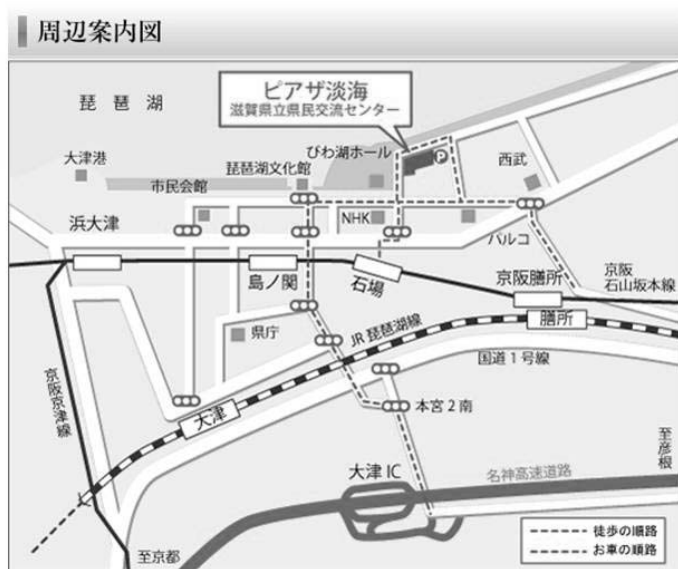 周辺案内図
琵琶湖
ピアザ淡海
滋賀県立県民交流センター
大津港
市民会館
琵琶湖文化館
びわ湖ホール
P
西武
浜大津
NHK
パルコ
島ノ関
石場
京阪膳所
京阪
石山坂本線
県庁
JR琵琶湖線
膳所
国道1号線
京阪京津線
大津
本宮2南
大津IC
名神高速道路
至彦根
至京都
徒歩の順路
お車の順路